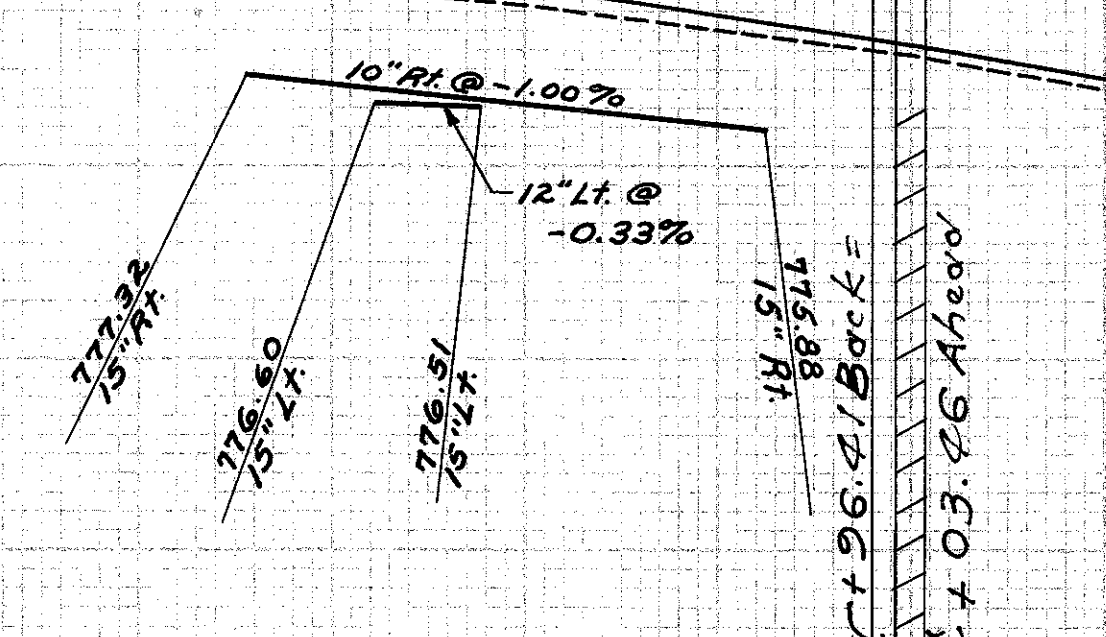 10" Rt. @ -1.00%
12" Lt. @
-0.33%
777.32
15" Rt.
776.60
15" Lt.
776.51
15" Lt.
775.88
15" Rt.
+96.41 Back =
+03.46 Ahead